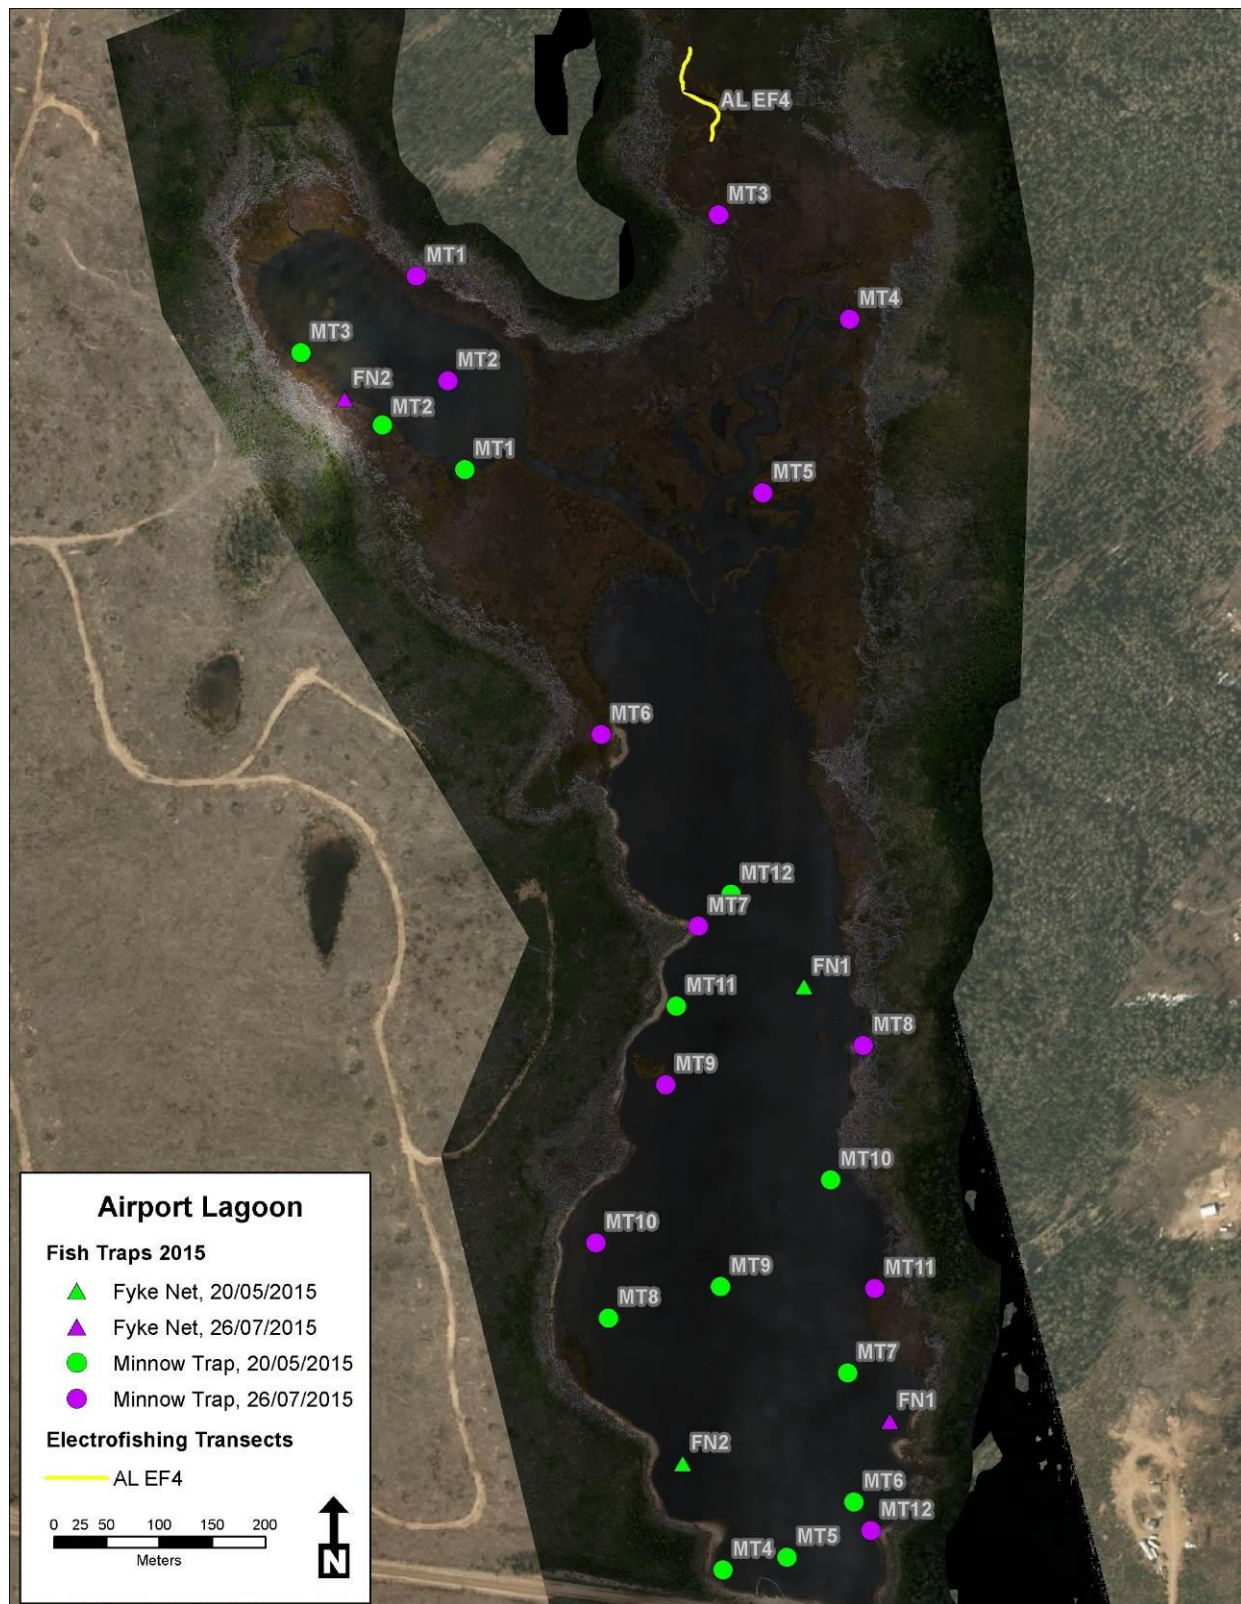 AL EF4
MT3
MT1
MT4
MT3
MT2
FN2
MT2
MT1
MT5
MT6
MT12
MT7
FN1
MT11
MT8
MT9
MT10
MT10
MT9
MT11
MT8
MT7
FN1
FN2
MT6
MT12
MT5
MT4
Airport Lagoon
Fish Traps 2015
Fyke Net, 20/05/2015
Fyke Net, 26/07/2015
Minnow Trap, 20/05/2015
Minnow Trap, 26/07/2015
Electrofishing Transects
AL EF4
0 25 50 100 150 200
Meters
N